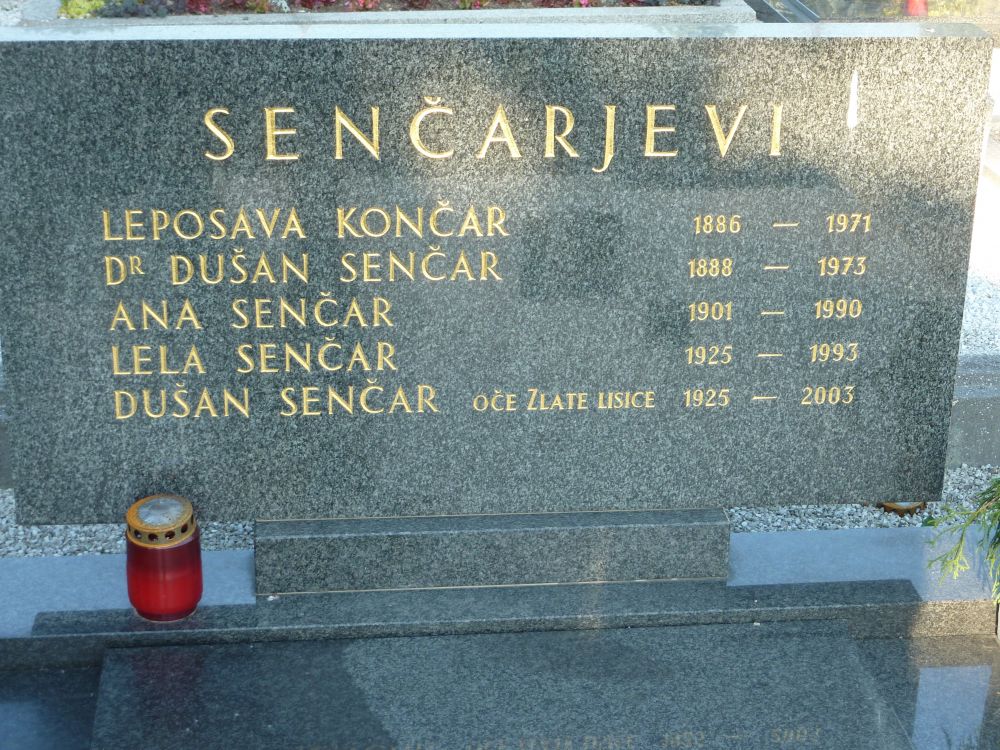 SENČARJEVI
LEPOSAVA KONČAR 1886 — 1971
DR DUŠAN SENČAR 1888 — 1973
ANA SENČAR 1901 — 1990
LELA SENČAR 1925 — 1993
DUŠAN SENČAR OČE ZLATE LISICE 1925 — 2003